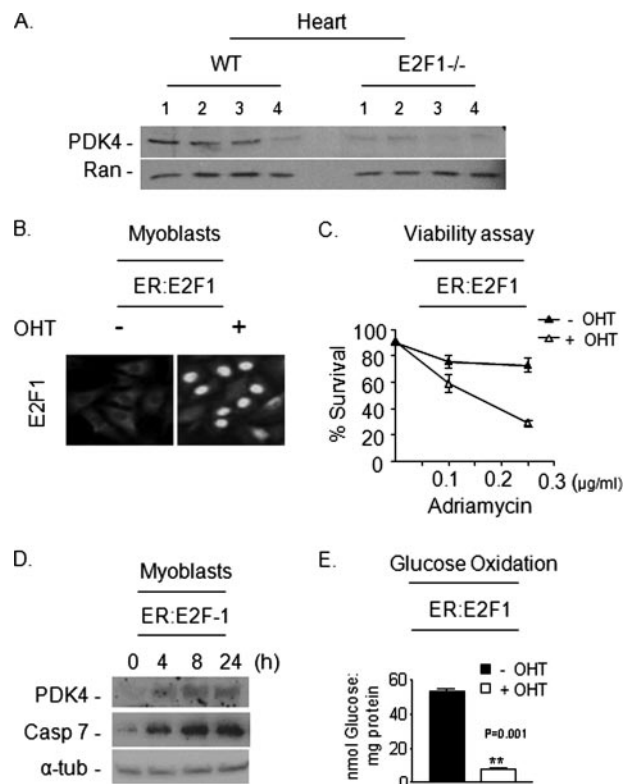 A.
Heart
WT E2F1-/-
1 2 3 4 1 2 3 4
PDK4 -
Ran -
B.
Myoblasts
ER:E2F1
OHT - +
E2F1
C.
Viability assay
ER:E2F1
- OHT
+ OHT
100
80
60
40
20
0
% Survival
0.1 0.2 0.3 (µg/ml)
Adriamycin
D.
Myoblasts
ER:E2F-1
0 4 8 24 (h)
PDK4 -
Casp 7 -
α-tub -
E.
Glucose Oxidation
ER:E2F1
- OHT
+ OHT
nmol Glucose:
mg protein
60
40
20
0
P=0.001
**